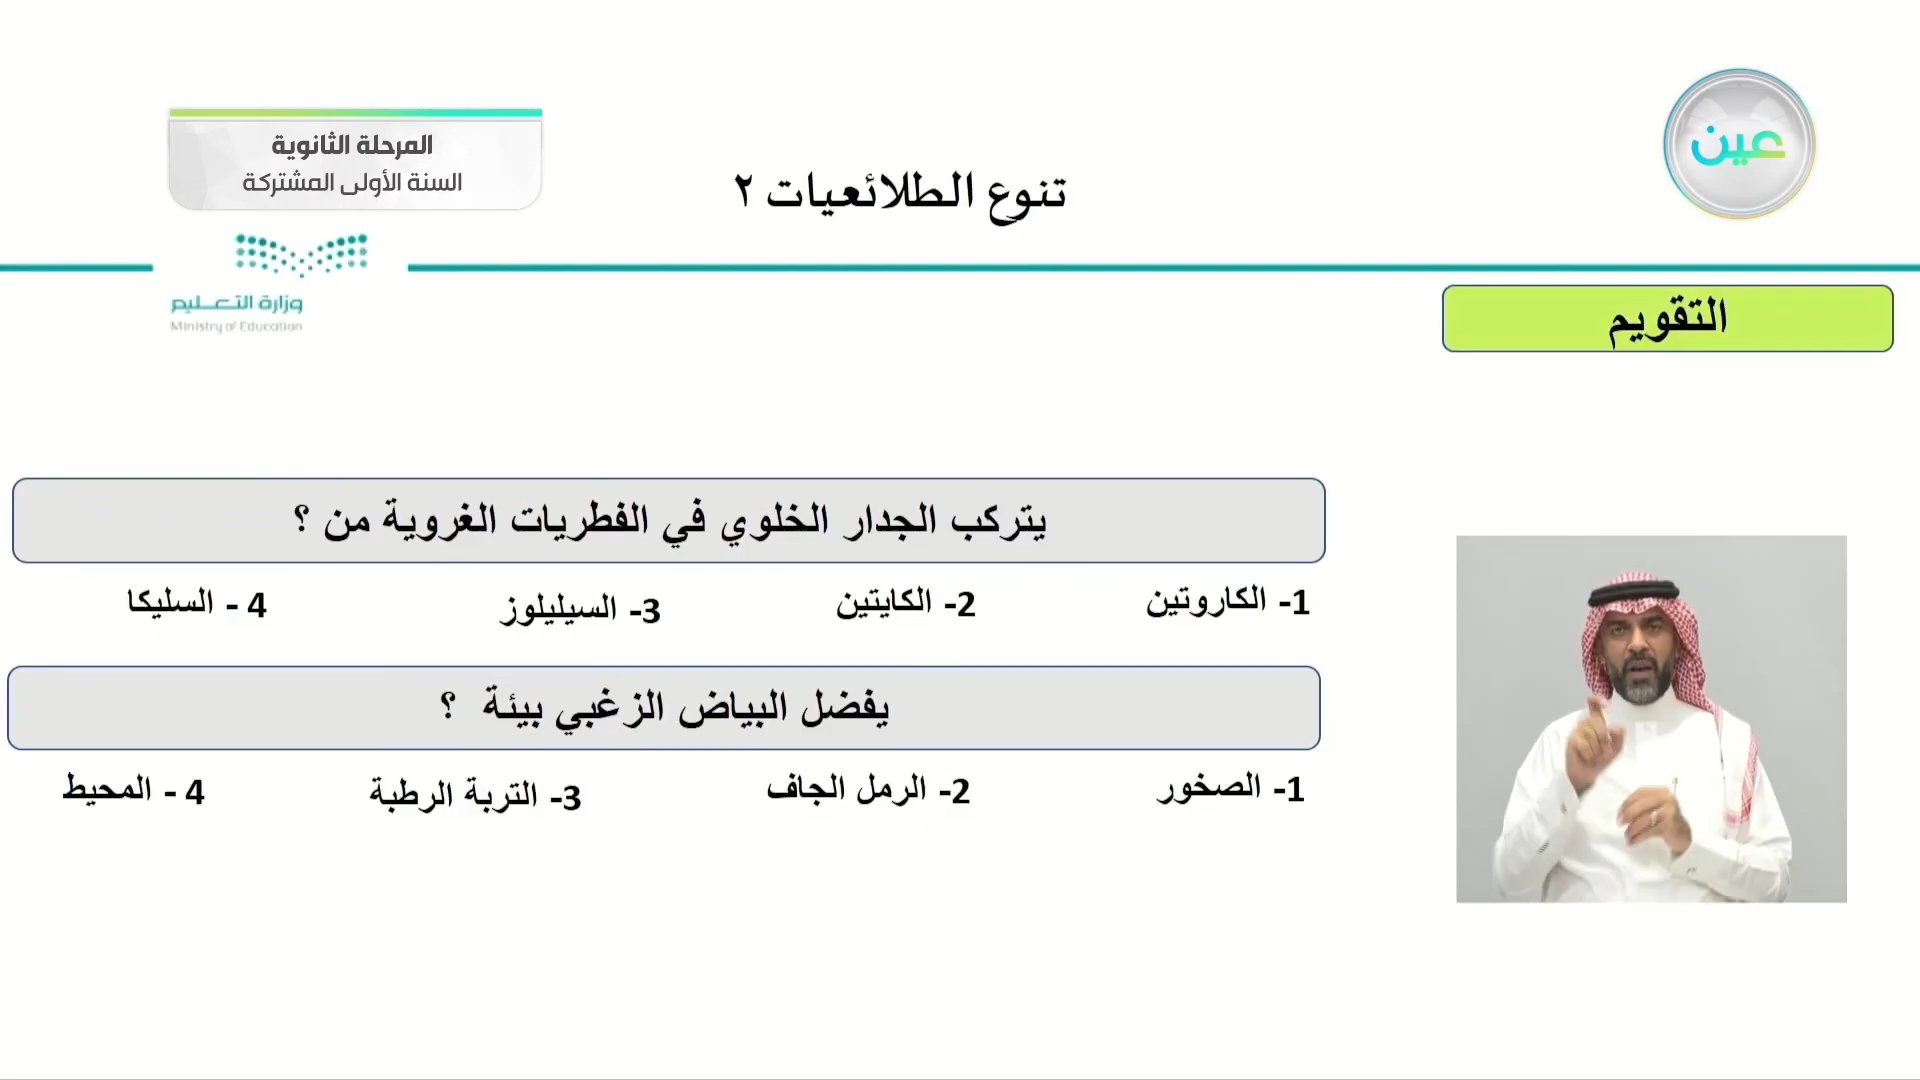 عين
المرحلة الثانوية
السنة الأولى المشتركة
تنوع الطلائعيات ٢
وزارة التعـــليم
Ministry of Education
التقويم
يتركب الجدار الخلوي في الفطريات الغروية من ؟
1- الكاروتين 2- الكايتين 3- السيليلوز 4 - السليكا
يفضل البياض الزغبي بيئة ؟
1- الصخور 2- الرمل الجاف 3- التربة الرطبة 4 - المحيط